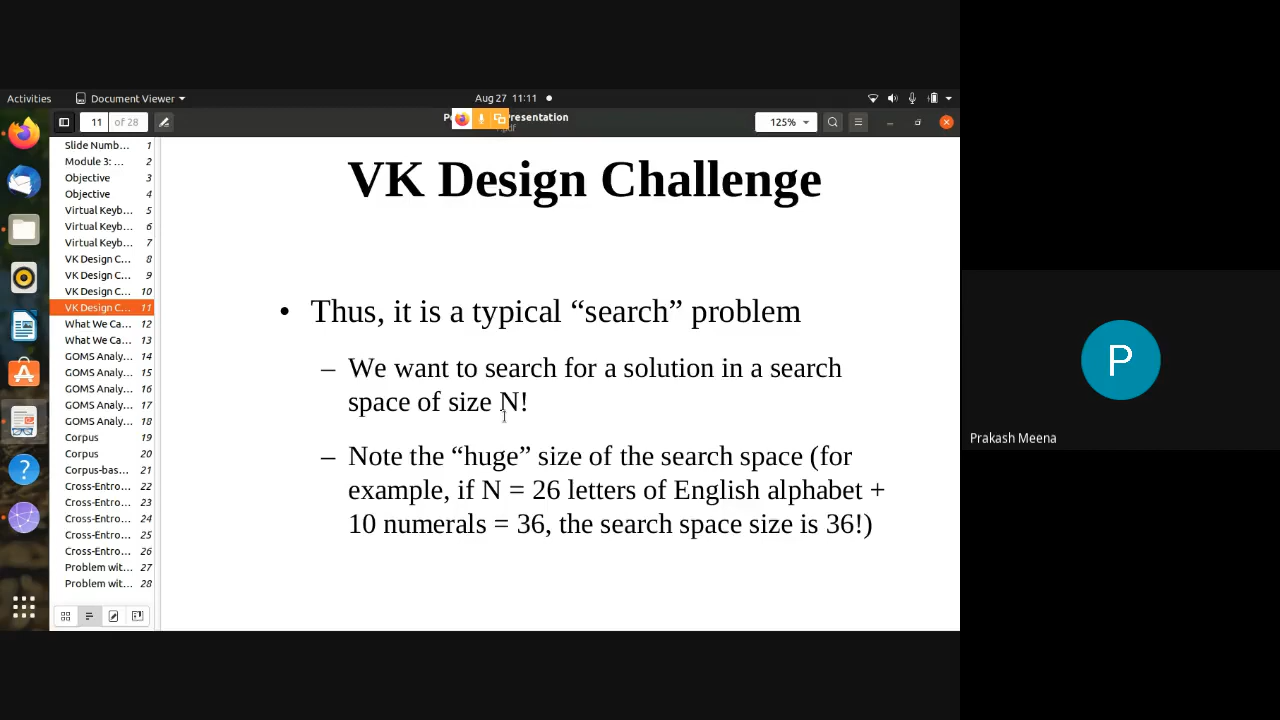 Activities
Document Viewer
Aug 27 11:11
11
of 28
125%
Slide Numb... 1
Module 3: ... 2
Objective 3
Objective 4
Virtual Keyb... 5
Virtual Keyb... 6
Virtual Keyb... 7
VK Design C... 8
VK Design C... 9
VK Design C... 10
VK Design C... 11
What We Ca... 12
What We Ca... 13
GOMS Analy... 14
GOMS Analy... 15
GOMS Analy... 16
GOMS Analy... 17
GOMS Analy... 18
Corpus 19
Corpus 20
Corpus-bas... 21
Cross-Entro... 22
Cross-Entro... 23
Cross-Entro... 24
Cross-Entro... 25
Cross-Entro... 26
Problem wit... 27
Problem wit... 28
VK Design Challenge
• Thus, it is a typical “search” problem
– We want to search for a solution in a search
space of size N!
– Note the “huge” size of the search space (for
example, if N = 26 letters of English alphabet +
10 numerals = 36, the search space size is 36!)
P
Prakash Meena